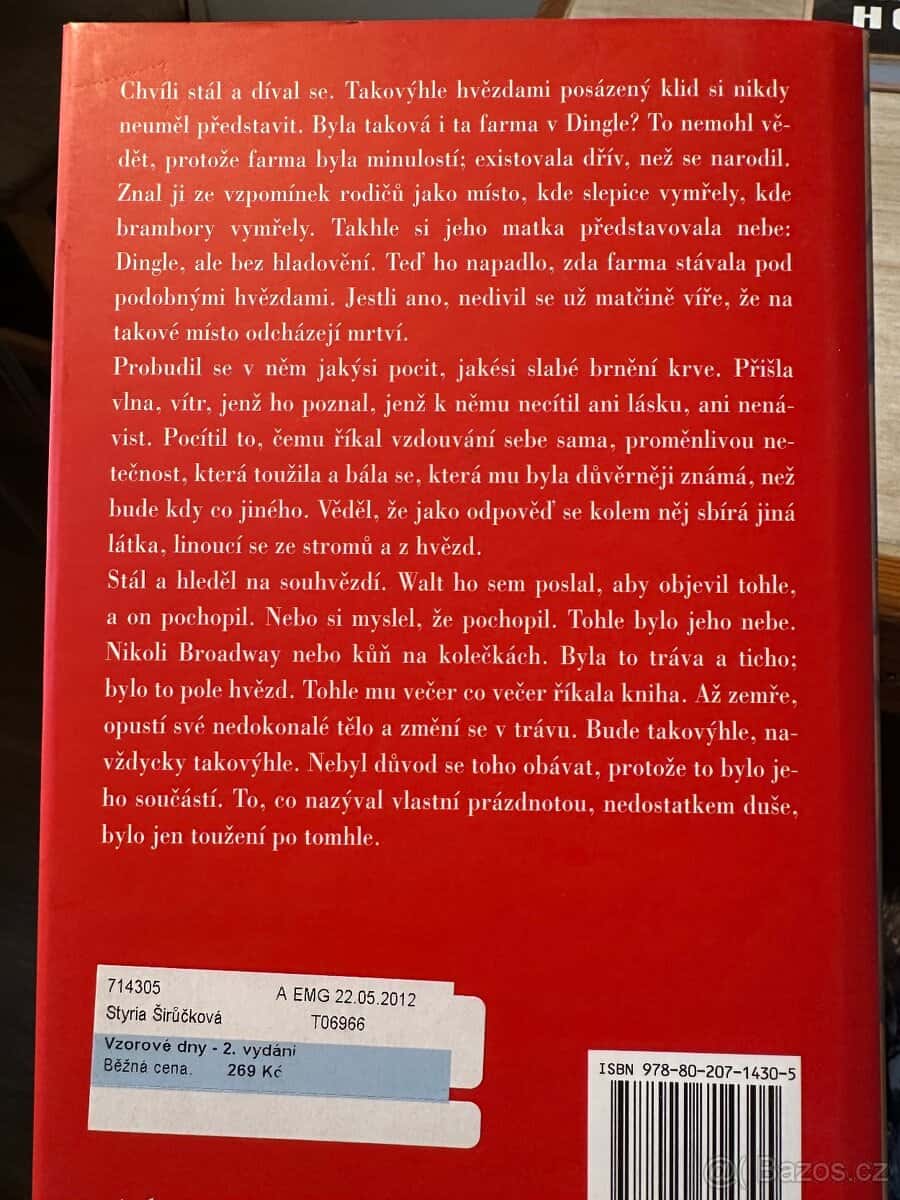 HO
Chvíli stál a díval se. Takovýhle hvězdami posázený klid si nikdy
neuměl představit. Byla taková i ta farma v Dingle? To nemohl vě-
dět, protože farma byla minulostí; existovala dřív, než se narodil.
Znal ji ze vzpomínek rodičů jako místo, kde slepice vymřely, kde
brambory vymřely. Takhle si jeho matka představovala nebe:
Dingle, ale bez hladovění. Teď ho napadlo, zda farma stávala pod
podobnými hvězdami. Jestli ano, nedivil se už matčině víře, že na
takové místo odcházejí mrtví.
Probudil se v něm jakýsi pocit, jakési slabé brnění krve. Přišla
vlna, vítr, jenž ho poznal, jenž k němu necítil ani lásku, ani nená-
vist. Pocítil to, čemu říkal vzdouvání sebe sama, proměnlivou ne-
tečnost, která toužila a bála se, která mu byla důvěrněji známá, než
bude kdy co jiného. Věděl, že jako odpověď se kolem něj sbírá jiná
látka, linoucí se ze stromů a z hvězd.
Stál a hleděl na souhvězdí. Walt ho sem poslal, aby objevil tohle,
a on pochopil. Nebo si myslel, že pochopil. Tohle bylo jeho nebe.
Nikoli Broadway nebo kůň na kolečkách. Byla to tráva a ticho;
bylo to pole hvězd. Tohle mu večer co večer říkala kniha. Až zemře,
opustí své nedokonalé tělo a změní se v trávu. Bude takovýhle, na-
vždycky takovýhle. Nebyl důvod se toho obávat, protože to bylo je-
ho součástí. To, co nazýval vlastní prázdnotou, nedostatkem duše,
bylo jen toužení po tomhle.
714305 A EMG 22.05.2012
Styria Širůčková T06966
Vzorové dny - 2. vydání
Běžná cena. 269 Kč
ISBN 978-80-207-1430-5
Bazos.cz